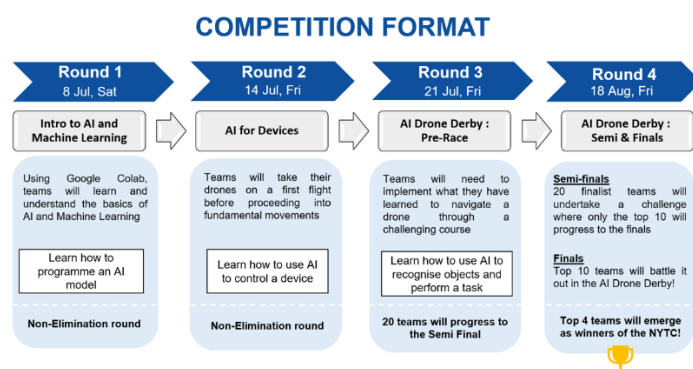 COMPETITION FORMAT
Round 1
8 Jul, Sat
Intro to AI and
Machine Learning
Using Google Colab,
teams will learn and
understand the basics of
AI and Machine Learning
Learn how to
programme an AI
model
Non-Elimination round
Round 2
14 Jul, Fri
AI for Devices
Teams will take their
drones on a first flight
before proceeding into
fundamental movements
Learn how to use AI
to control a device
Non-Elimination round
Round 3
21 Jul, Fri
AI Drone Derby :
Pre-Race
Teams will need to
implement what they have
learned to navigate a
drone through a
challenging course
Learn how to use AI to
recognise objects and
perform a task
20 teams will progress to
the Semi Final
Round 4
18 Aug, Fri
AI Drone Derby :
Semi & Finals
Semi-finals
20 finalist teams will
undertake a challenge
where only the top 10 will
progress to the finals
Finals
Top 10 teams will battle it
out in the AI Drone Derby!
Top 4 teams will emerge
as winners of the NYTC!